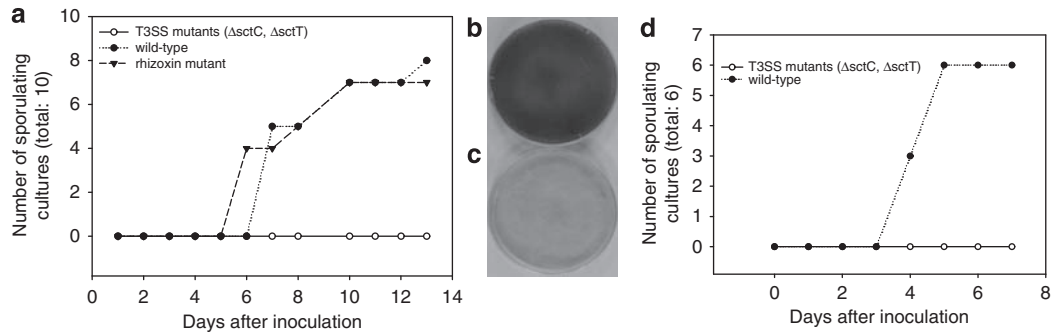 a
10
8
6
4
2
0
Number of sporulating
cultures (total: 10)
T3SS mutants (ΔsctC, ΔsctT)
wild-type
rhizoxin mutant
0 2 4 6 8 10 12 14
Days after inoculation
b
c
d
7
6
5
4
3
2
1
0
Number of sporulating
cultures (total: 6)
T3SS mutants (ΔsctC, ΔsctT)
wild-type
0 2 4 6 8
Days after inoculation